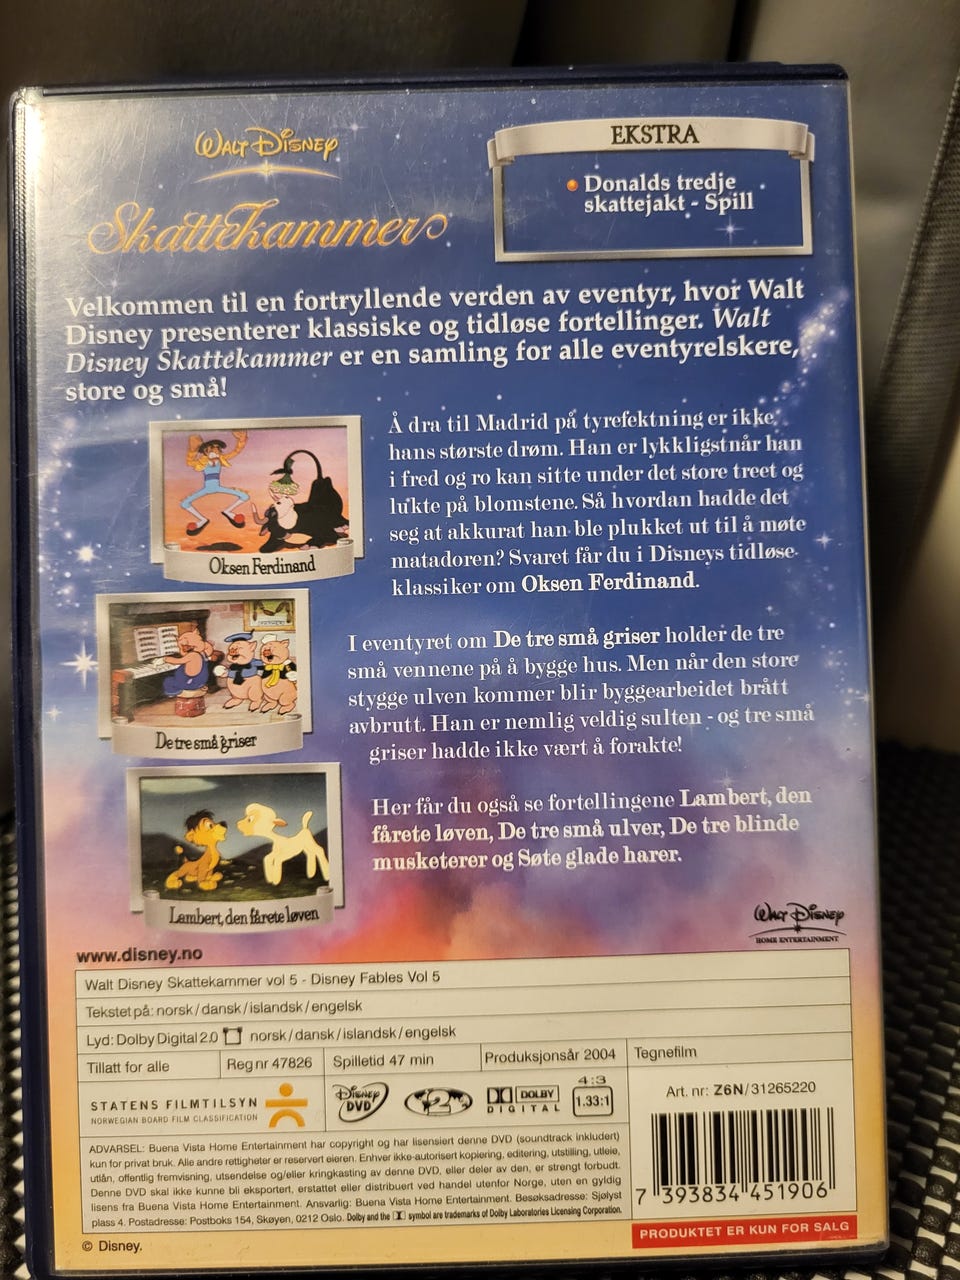 WALT DISNEY
Skattekammer
EKSTRA
Donalds tredje
skattejakt - Spill
Velkommen til en fortryllende verden av eventyr, hvor Walt
Disney presenterer klassiske og tidløse fortellinger. Walt
Disney Skattekammer er en samling for alle eventyrelskere,
store og små!
Å dra til Madrid på tyrefektning er ikke
hans største drøm. Han er lykkligst når han
i fred og ro kan sitte under det store treet og
lukte på blomstene. Så hvordan hadde det
seg at akkurat han ble plukket ut til å møte
matadoren? Svaret får du i Disneys tidløse
klassiker om Oksen Ferdinand.
Oksen Ferdinand
I eventyret om De tre små griser holder de tre
små vennene på å bygge hus. Men når den store
stygge ulven kommer blir byggearbeidet brått
avbrutt. Han er nemlig veldig sulten - og tre små
griser hadde ikke vært å forakte!
De tre små griser
Her får du også se fortellingene Lambert, den
fårete løven, De tre små ulver, De tre blinde
musketerer og Søte glade harer.
Lambert, den fårete løven
WALT DISNEY
HOME ENTERTAINMENT
www.disney.no
Walt Disney Skattekammer vol 5 - Disney Fables Vol 5
Tekstet på: norsk/dansk/islandsk/engelsk
Lyd: Dolby Digital 2.0 norsk/dansk/islandsk/engelsk
Tillatt for alle Reg nr 47826 Spilletid 47 min Produksjonsår 2004 Tegnefilm
STATENS FILMTILSYN
NORWEGIAN BOARD FILM CLASSIFICATION
DISNEY
DVD
2
DOLBY
DIGITAL
4:3
1.33:1
Art. nr: Z6N/31265220
ADVARSEL: Buena Vista Home Entertainment har copyright og har lisensiert denne DVD (soundtrack inkludert)
kun for privat bruk. Alle andre rettigheter er reservert eieren. Enhver ikke-autorisert kopiering, editering, utstilling, utleie,
utlån, offentlig fremvisning, utsendelse og/eller kringkasting av denne DVD, eller deler av den, er strengt forbudt.
Denne DVD skal ikke kunne bli eksportert, erstattet eller distribuert ved handel utenfor Norge, uten en gyldig
lisens fra Buena Vista Home Entertainment. Ansvarlig: Buena Vista Home Entertainment. Besøksadresse: Sjølyst
plass 4. Postadresse: Postboks 154, Skøyen, 0212 Oslo. Dolby and the symbol are trademarks of Dolby Laboratories Licensing Corporation.
7 393834 451906
PRODUKTET ER KUN FOR SALG
© Disney.